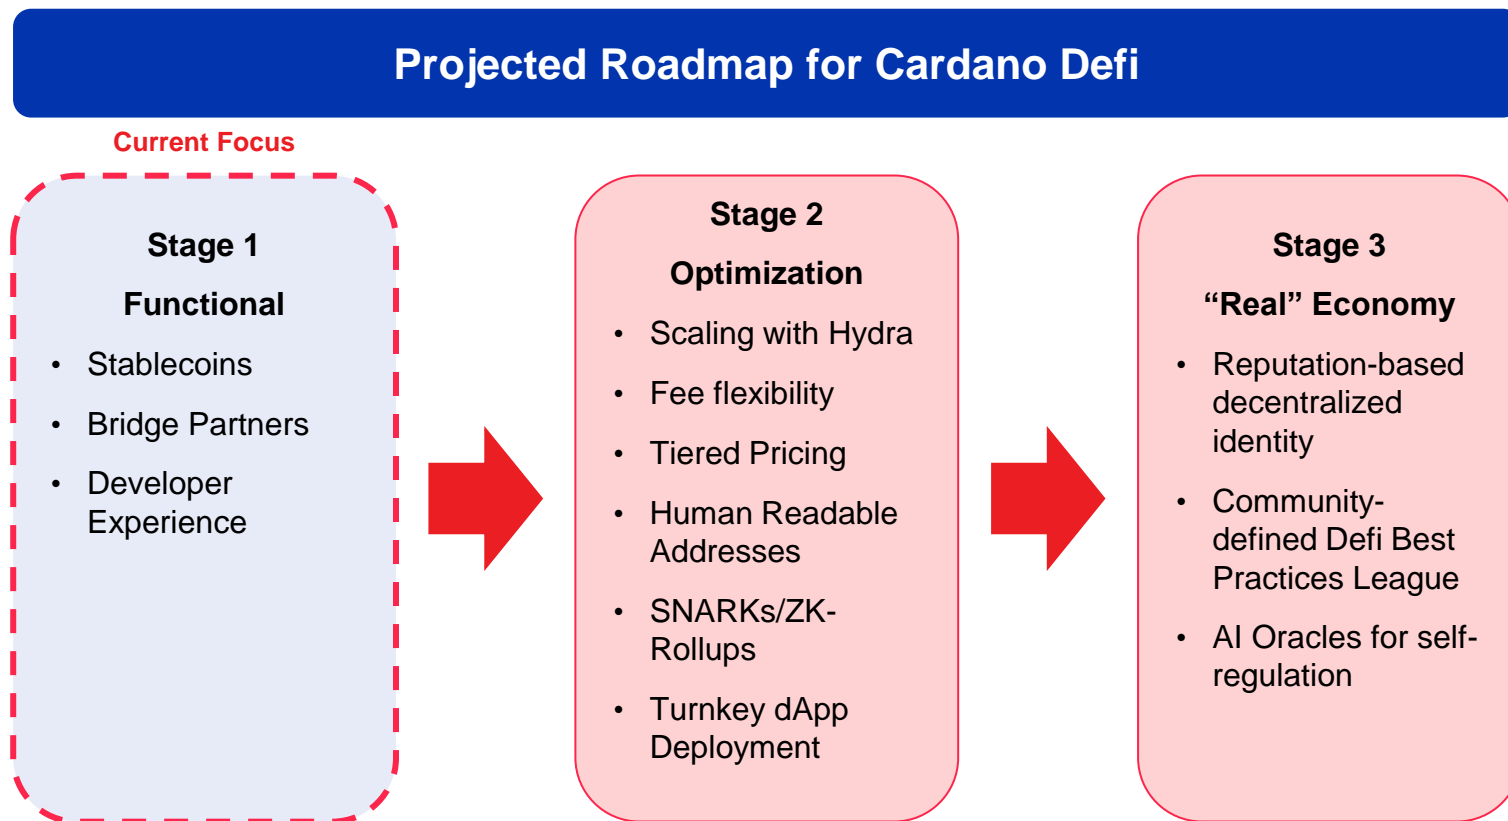 Projected Roadmap for Cardano Defi
Current Focus
Stage 1
Functional
• Stablecoins
• Bridge Partners
• Developer
Experience
Stage 2
Optimization
• Scaling with Hydra
• Fee flexibility
• Tiered Pricing
• Human Readable
Addresses
• SNARKs/ZK-
Rollups
• Turnkey dApp
Deployment
Stage 3
“Real” Economy
• Reputation-based
decentralized
identity
• Community-
defined Defi Best
Practices League
• AI Oracles for self-
regulation